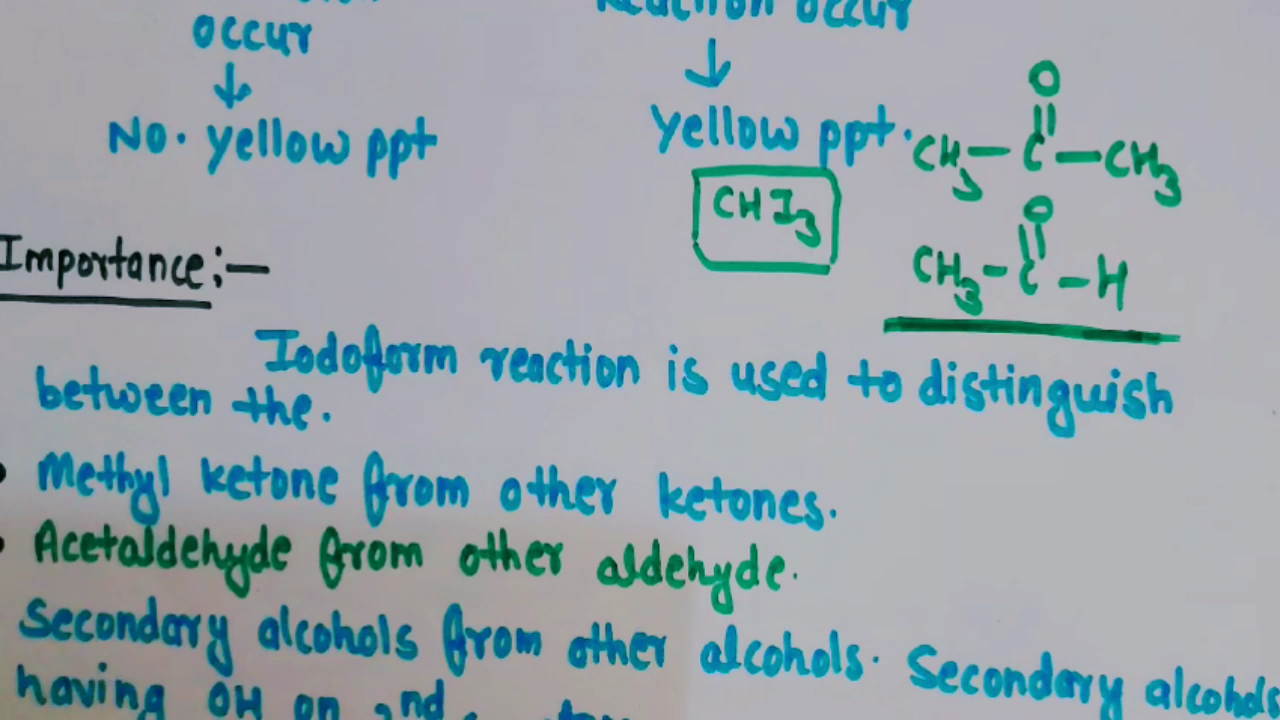 occur
Reaction occur
↓
↓
No. yellow ppt
yellow ppt.
CHI3
O
||
CH3 — C — CH3
O
||
CH3 - C - H
Importance:—
Iodoform reaction is used to distinguish
between the.
• Methyl ketone from other ketones.
• Acetaldehyde from other aldehyde.
Secondary alcohols from other alcohols. Secondary alcohols
having OH on 2nd